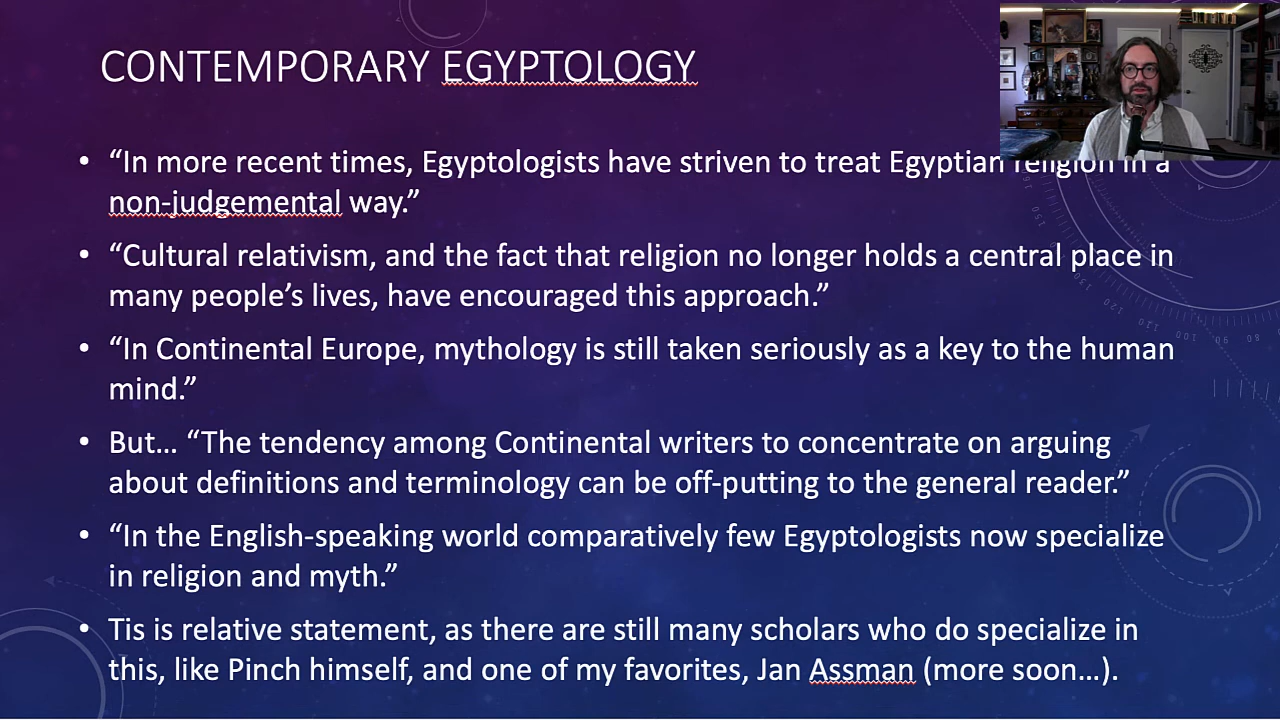 CONTEMPORARY EGYPTOLOGY
• “In more recent times, Egyptologists have striven to treat Egyptian religion in a
non-judgemental way.”
• “Cultural relativism, and the fact that religion no longer holds a central place in
many people’s lives, have encouraged this approach.”
• “In Continental Europe, mythology is still taken seriously as a key to the human
mind.”
• But… “The tendency among Continental writers to concentrate on arguing
about definitions and terminology can be off-putting to the general reader.”
• “In the English-speaking world comparatively few Egyptologists now specialize
in religion and myth.”
• Tis is relative statement, as there are still many scholars who do specialize in
this, like Pinch himself, and one of my favorites, Jan Assman (more soon…).